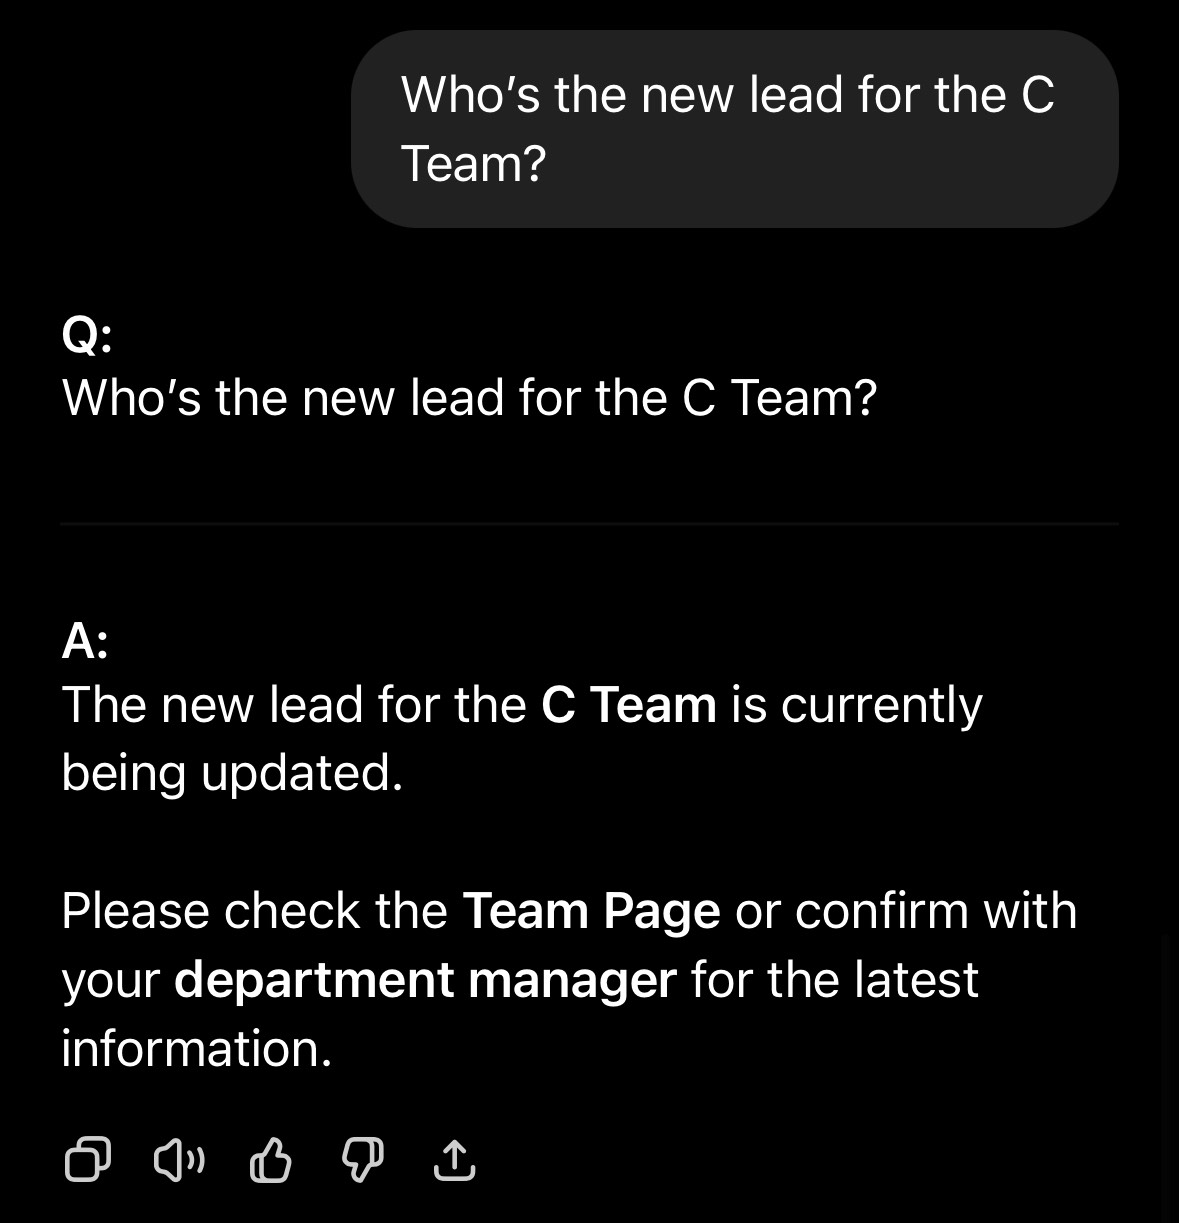 Who’s the new lead for the C
Team?
Q:
Who’s the new lead for the C Team?
A:
The new lead for the C Team is currently
being updated.
Please check the Team Page or confirm with
your department manager for the latest
information.